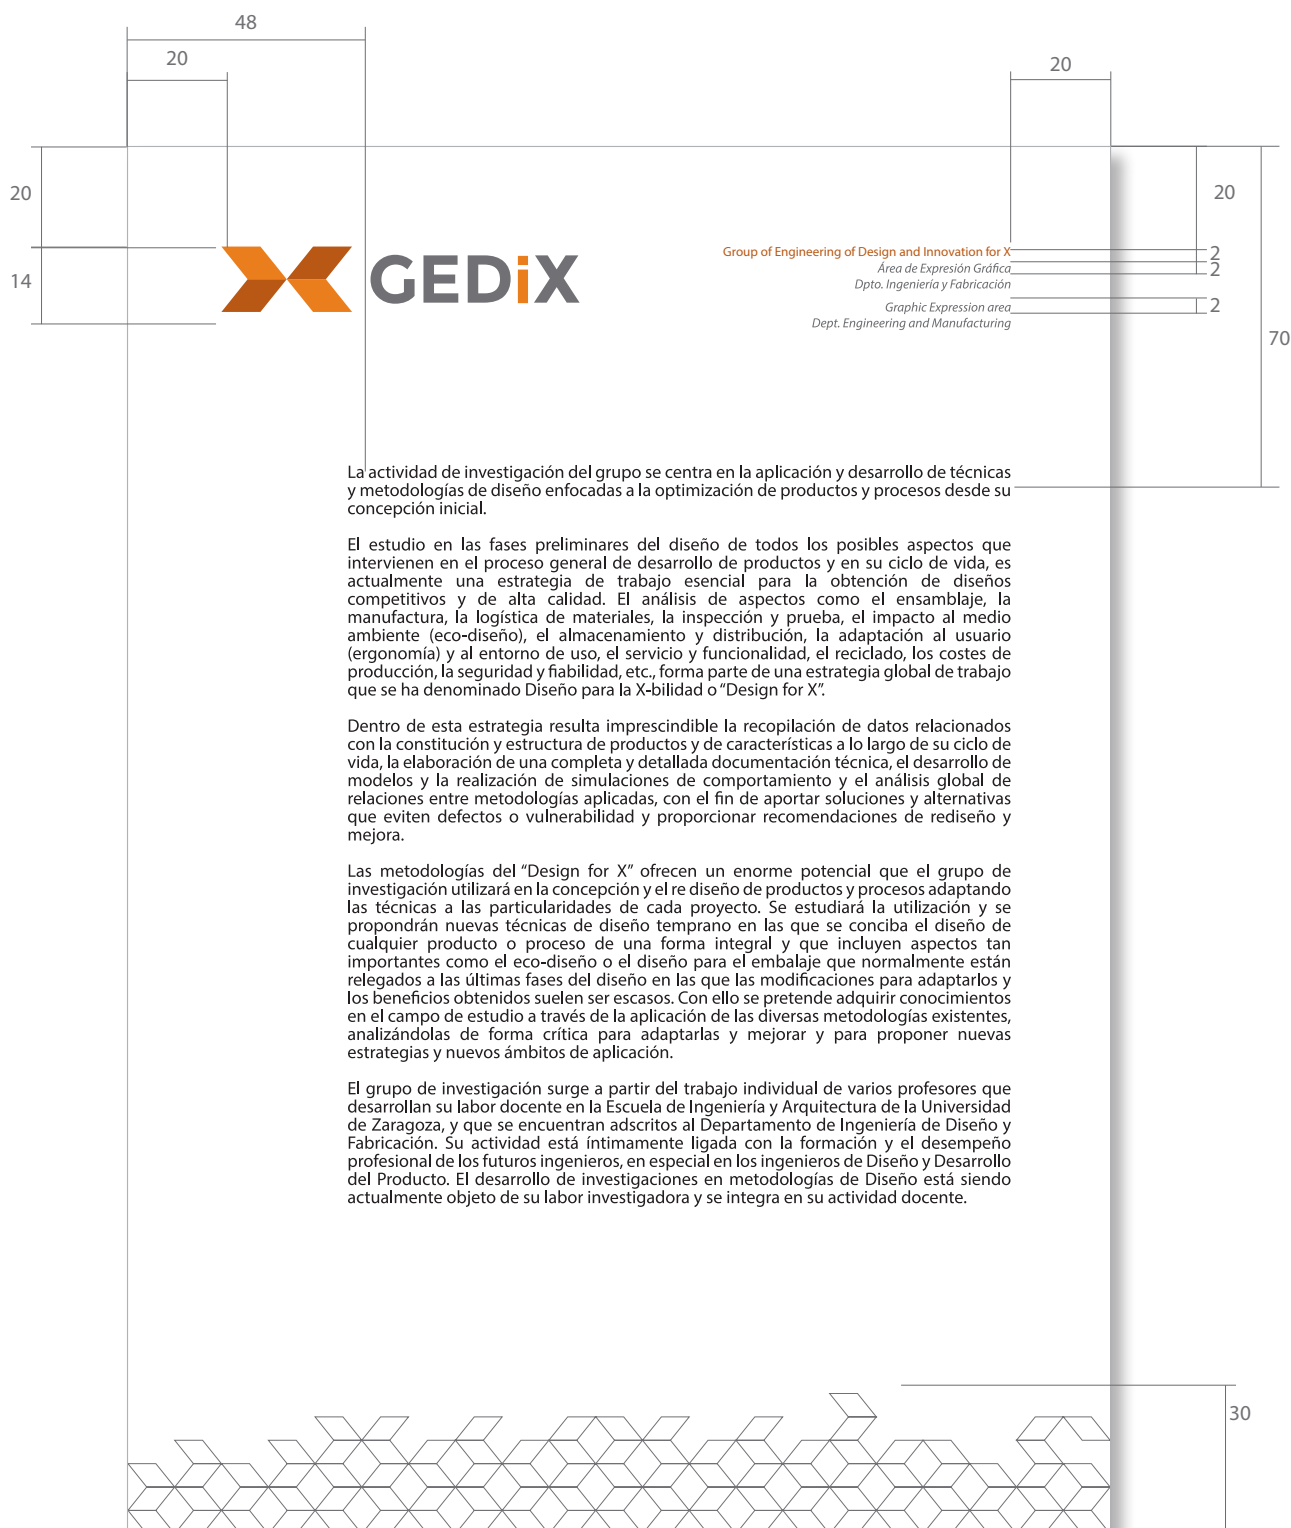 48
20
20
20
20
14
GEDiX
Group of Engineering of Design and Innovation for X
Área de Expresión Gráfica
Dpto. Ingeniería y Fabricación
Graphic Expression area
Dept. Engineering and Manufacturing
2
2
2
70
La actividad de investigación del grupo se centra en la aplicación y desarrollo de técnicas
y metodologías de diseño enfocadas a la optimización de productos y procesos desde su
concepción inicial.
El estudio en las fases preliminares del diseño de todos los posibles aspectos que
intervienen en el proceso general de desarrollo de productos y en su ciclo de vida, es
actualmente una estrategia de trabajo esencial para la obtención de diseños
competitivos y de alta calidad. El análisis de aspectos como el ensamblaje, la
manufactura, la logística de materiales, la inspección y prueba, el impacto al medio
ambiente (eco-diseño), el almacenamiento y distribución, la adaptación al usuario
(ergonomía) y al entorno de uso, el servicio y funcionalidad, el reciclado, los costes de
producción, la seguridad y fiabilidad, etc., forma parte de una estrategia global de trabajo
que se ha denominado Diseño para la X-bilidad o “Design for X”.
Dentro de esta estrategia resulta imprescindible la recopilación de datos relacionados
con la constitución y estructura de productos y de características a lo largo de su ciclo de
vida, la elaboración de una completa y detallada documentación técnica, el desarrollo de
modelos y la realización de simulaciones de comportamiento y el análisis global de
relaciones entre metodologías aplicadas, con el fin de aportar soluciones y alternativas
que eviten defectos o vulnerabilidad y proporcionar recomendaciones de rediseño y
mejora.
Las metodologías del “Design for X” ofrecen un enorme potencial que el grupo de
investigación utilizará en la concepción y el re diseño de productos y procesos adaptando
las técnicas a las particularidades de cada proyecto. Se estudiará la utilización y se
propondrán nuevas técnicas de diseño temprano en las que se conciba el diseño de
cualquier producto o proceso de una forma integral y que incluyen aspectos tan
importantes como el eco-diseño o el diseño para el embalaje que normalmente están
relegados a las últimas fases del diseño en las que las modificaciones para adaptarlos y
los beneficios obtenidos suelen ser escasos. Con ello se pretende adquirir conocimientos
en el campo de estudio a través de la aplicación de las diversas metodologías existentes,
analizándolas de forma crítica para adaptarlas y mejorar y para proponer nuevas
estrategias y nuevos ámbitos de aplicación.
El grupo de investigación surge a partir del trabajo individual de varios profesores que
desarrollan su labor docente en la Escuela de Ingeniería y Arquitectura de la Universidad
de Zaragoza, y que se encuentran adscritos al Departamento de Ingeniería de Diseño y
Fabricación. Su actividad está íntimamente ligada con la formación y el desempeño
profesional de los futuros ingenieros, en especial en los ingenieros de Diseño y Desarrollo
del Producto. El desarrollo de investigaciones en metodologías de Diseño está siendo
actualmente objeto de su labor investigadora y se integra en su actividad docente.
30